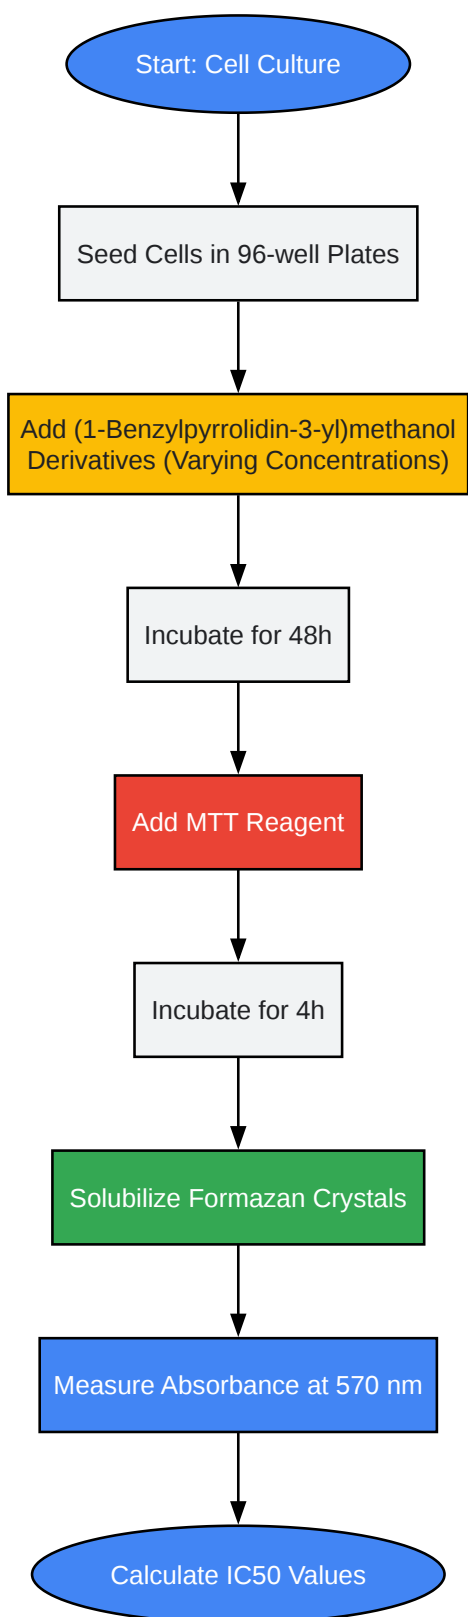 Start: Cell Culture
Seed Cells in 96-well Plates
Add (1-Benzylpyrrolidin-3-yl)methanol
Derivatives (Varying Concentrations)
Incubate for 48h
Add MTT Reagent
Incubate for 4h
Solubilize Formazan Crystals
Measure Absorbance at 570 nm
Calculate IC50 Values